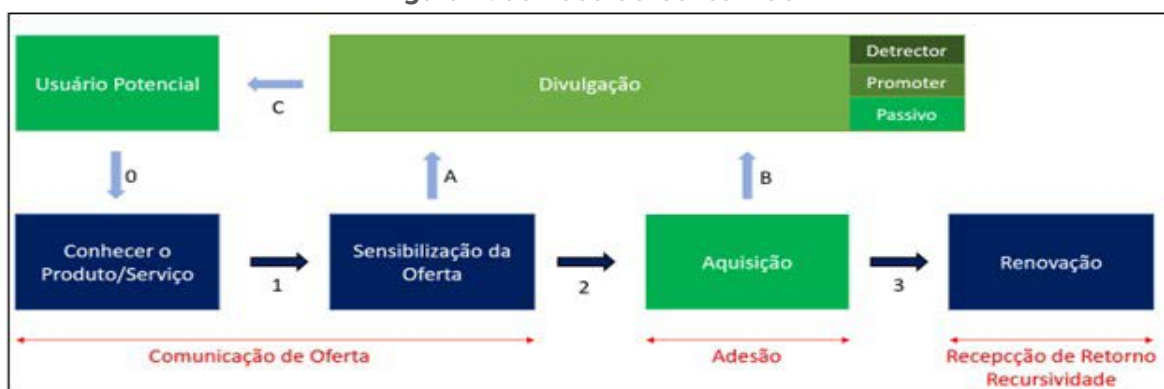 Usuário Potencial
C
Divulgação
Detrector
Promoter
Passivo
0
A
B
Conhecer o
Produto/Serviço
1
Sensibilização da
Oferta
2
Aquisição
3
Renovação
Comunicação de Oferta
Adesão
Recepcção de Retorno
Recursividade